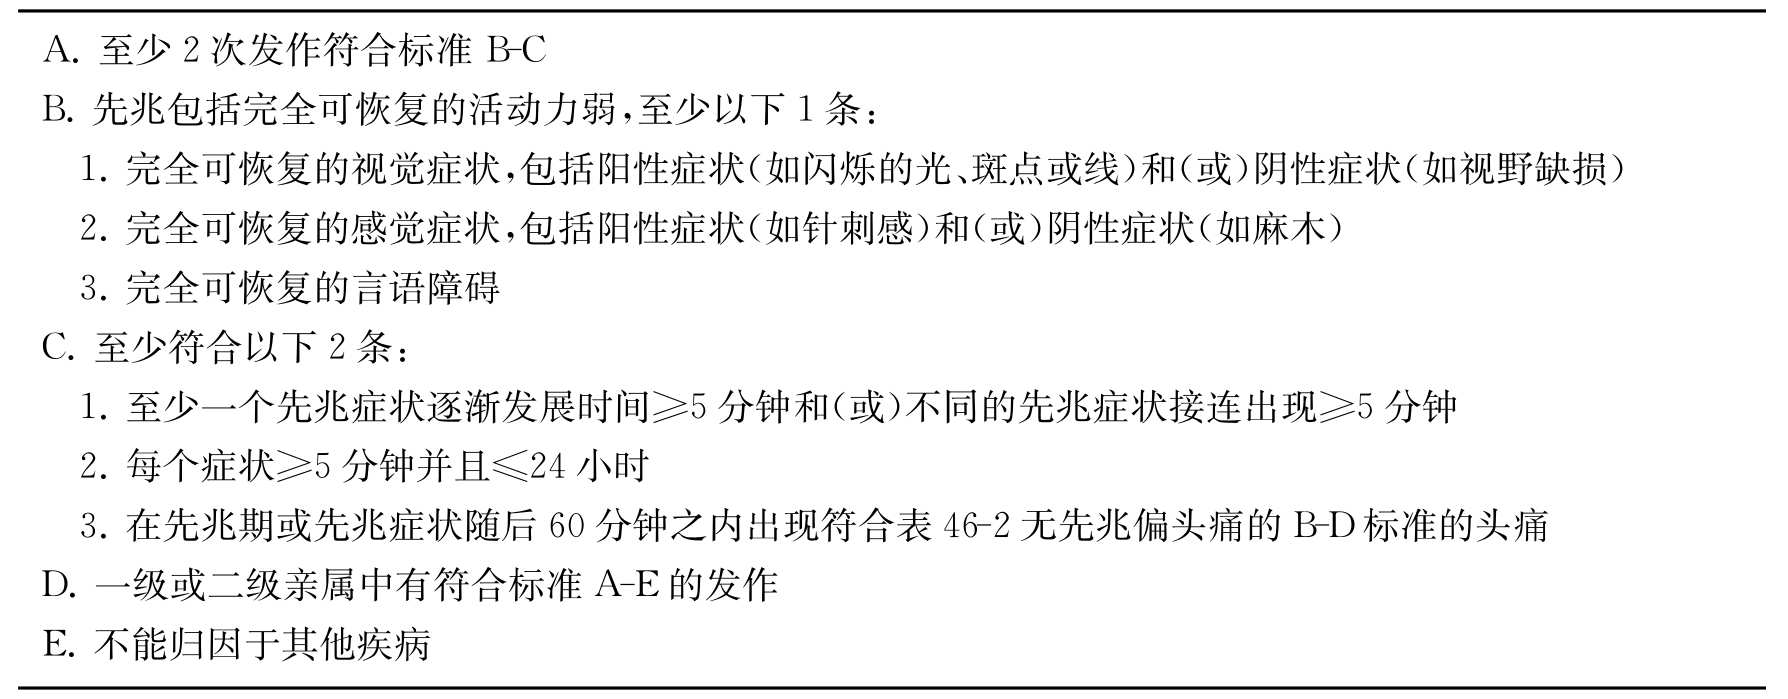 A. 至少 2 次发作符合标准 B-C
B. 先兆包括完全可恢复的活动力弱,至少以下 1 条:
1. 完全可恢复的视觉症状,包括阳性症状(如闪烁的光、斑点或线)和(或)阴性症状(如视野缺损)
2. 完全可恢复的感觉症状,包括阳性症状(如针刺感)和(或)阴性症状(如麻木)
3. 完全可恢复的言语障碍
C. 至少符合以下 2 条:
1. 至少一个先兆症状逐渐发展时间≥5 分钟和(或)不同的先兆症状接连出现≥5 分钟
2. 每个症状≥5 分钟并且≤24 小时
3. 在先兆期或先兆症状随后 60 分钟之内出现符合表 46-2 无先兆偏头痛的 B-D 标准的头痛
D. 一级或二级亲属中有符合标准 A-E 的发作
E. 不能归因于其他疾病